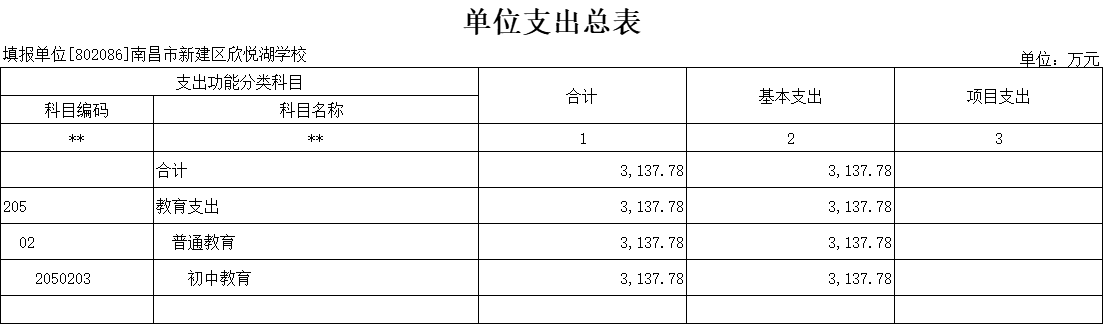 单位支出总表
填报单位[802086]南昌市新建区欣悦湖学校
单位：万元
支出功能分类科目 合计 基本支出 项目支出
科目编码 科目名称
** ** 1 2 3
合计 3,137.78 3,137.78
205 教育支出 3,137.78 3,137.78
02 普通教育 3,137.78 3,137.78
2050203 初中教育 3,137.78 3,137.78